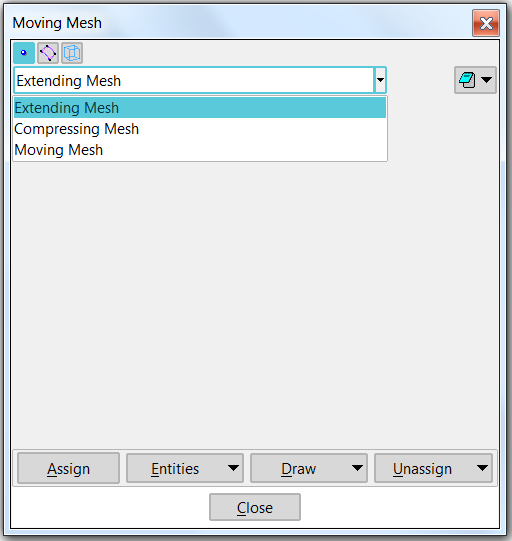 Moving Mesh
Extending Mesh
Extending Mesh
Compressing Mesh
Moving Mesh
Assign Entities Draw Unassign
Close